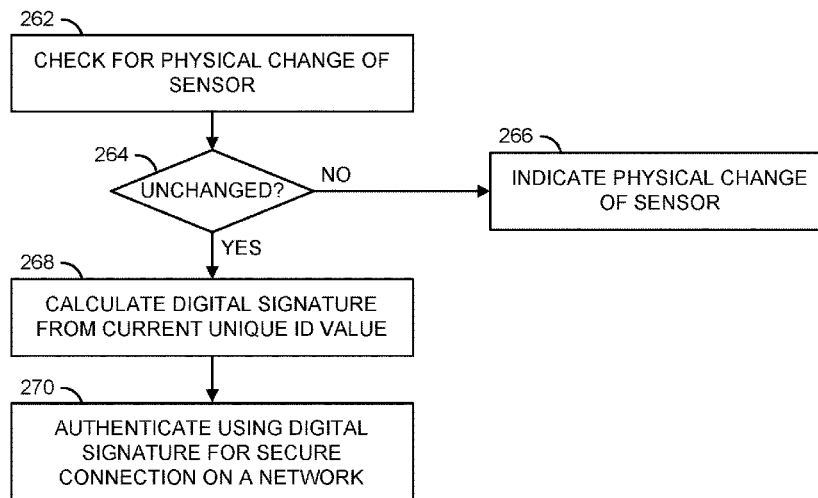 262
CHECK FOR PHYSICAL CHANGE OF
SENSOR
264
UNCHANGED?
NO
266
INDICATE PHYSICAL CHANGE
OF SENSOR
YES
268
CALCULATE DIGITAL SIGNATURE
FROM CURRENT UNIQUE ID VALUE
270
AUTHENTICATE USING DIGITAL
SIGNATURE FOR SECURE
CONNECTION ON A NETWORK